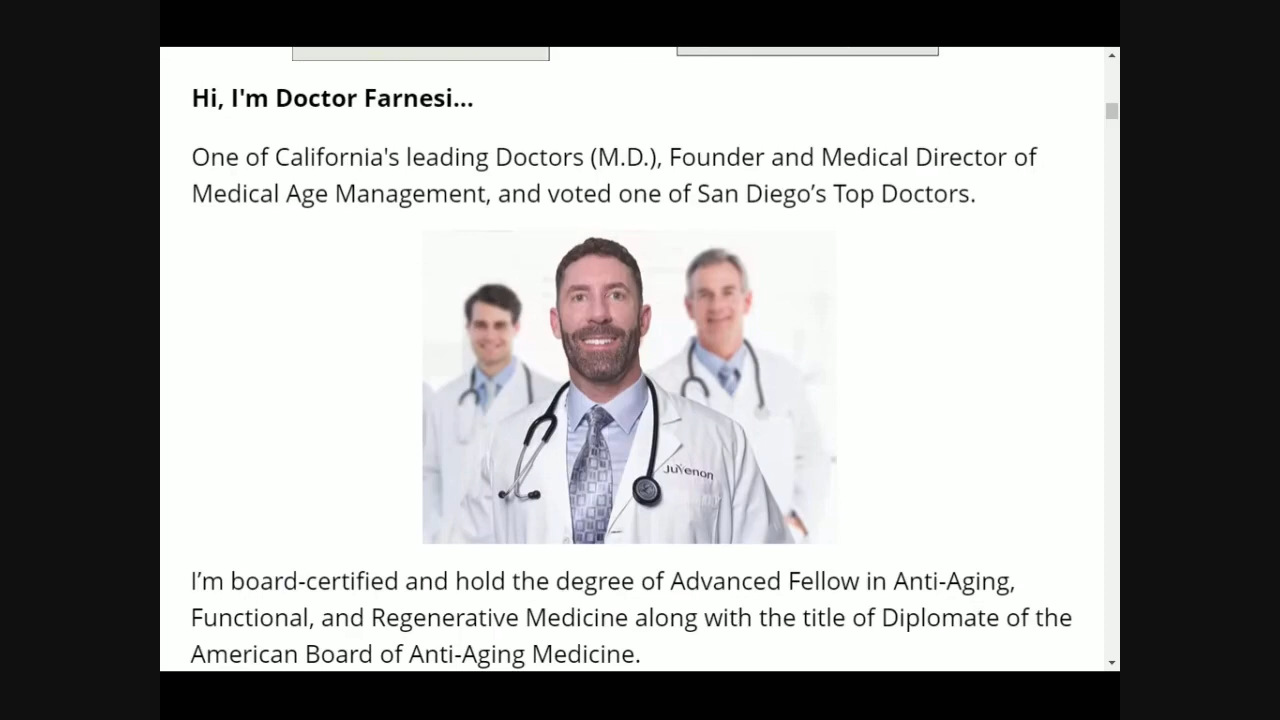 Hi, I'm Doctor Farnesi...
One of California's leading Doctors (M.D.), Founder and Medical Director of
Medical Age Management, and voted one of San Diego’s Top Doctors.
Juvenon
I’m board-certified and hold the degree of Advanced Fellow in Anti-Aging,
Functional, and Regenerative Medicine along with the title of Diplomate of the
American Board of Anti-Aging Medicine.